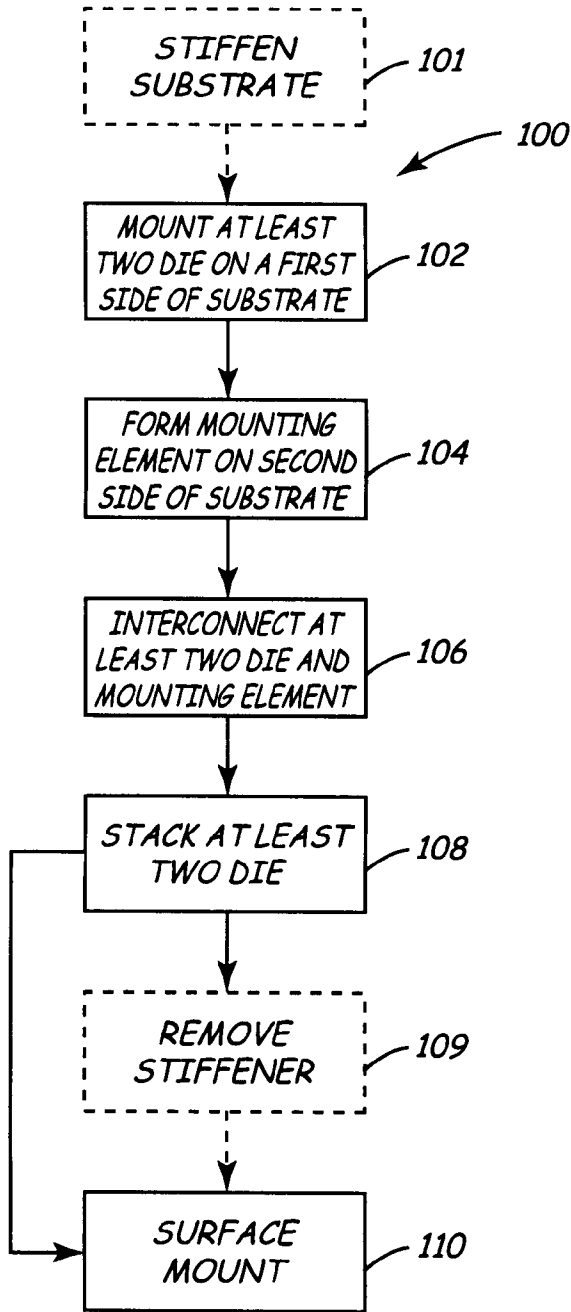 STIFFEN
SUBSTRATE
101
100
MOUNT AT LEAST
TWO DIE ON A FIRST
SIDE OF SUBSTRATE
102
FORM MOUNTING
ELEMENT ON SECOND
SIDE OF SUBSTRATE
104
INTERCONNECT AT
LEAST TWO DIE AND
MOUNTING ELEMENT
106
STACK AT LEAST
TWO DIE
108
REMOVE
STIFFENER
109
SURFACE
MOUNT
110